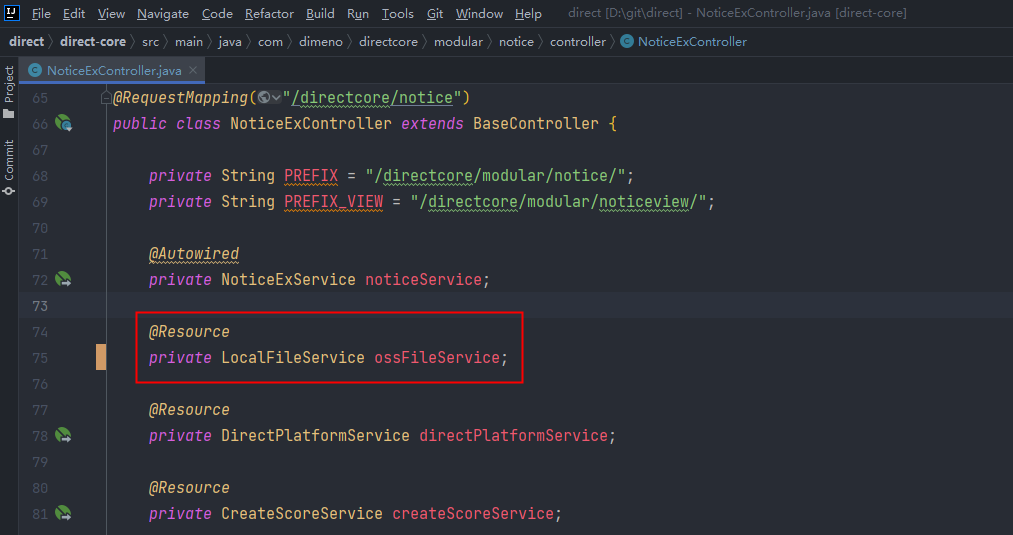 File Edit View Navigate Code Refactor Build Run Tools Git Window Help direct [D:\git\direct] - NoticeExController.java [direct-core]
direct 〉 direct-core 〉 src 〉 main 〉 java 〉 com 〉 dimeno 〉 directcore 〉 modular 〉 notice 〉 controller 〉 NoticeExController
NoticeExController.java
Project
Commit
65 @RequestMapping("/directcore/notice")
66 public class NoticeExController extends BaseController {
67
68 private String PREFIX = "/directcore/modular/notice/";
69 private String PREFIX_VIEW = "/directcore/modular/noticeview/";
70
71 @Autowired
72 private NoticeExService noticeService;
73
74 @Resource
75 private LocalFileService ossFileService;
76
77 @Resource
78 private DirectPlatformService directPlatformService;
79
80 @Resource
81 private CreateScoreService createScoreService;